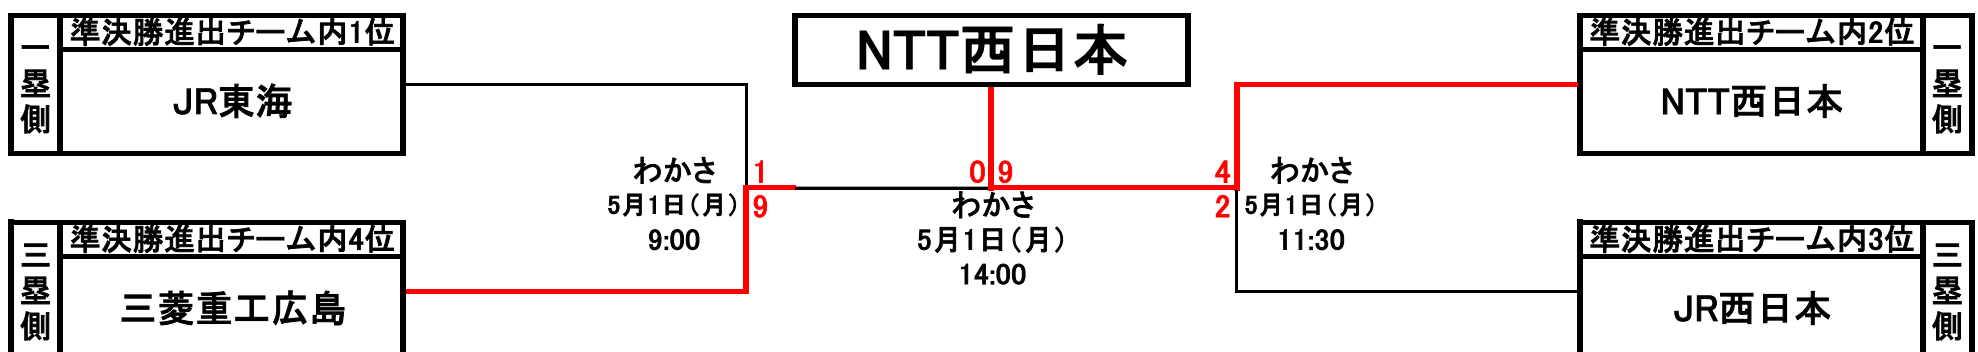 一塁側
準決勝進出チーム内1位
JR東海
NTT西日本
準決勝進出チーム内2位
NTT西日本
一塁側
わかさ
5月1日(月)
9:00
1
9
0 9
わかさ
5月1日(月)
14:00
4
2
わかさ
5月1日(月)
11:30
三塁側
準決勝進出チーム内4位
三菱重工広島
準決勝進出チーム内3位
JR西日本
三塁側